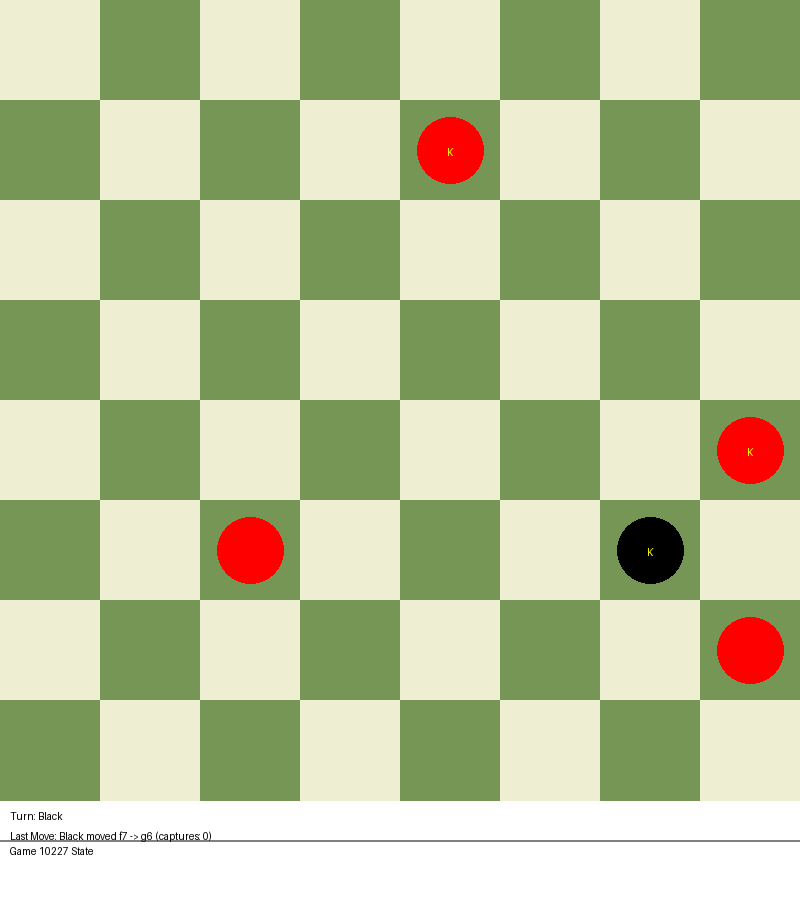 K
K
K
Turn: Black
Last Move: Black moved f7 -> g6 (captures: 0)
Game 10227 State